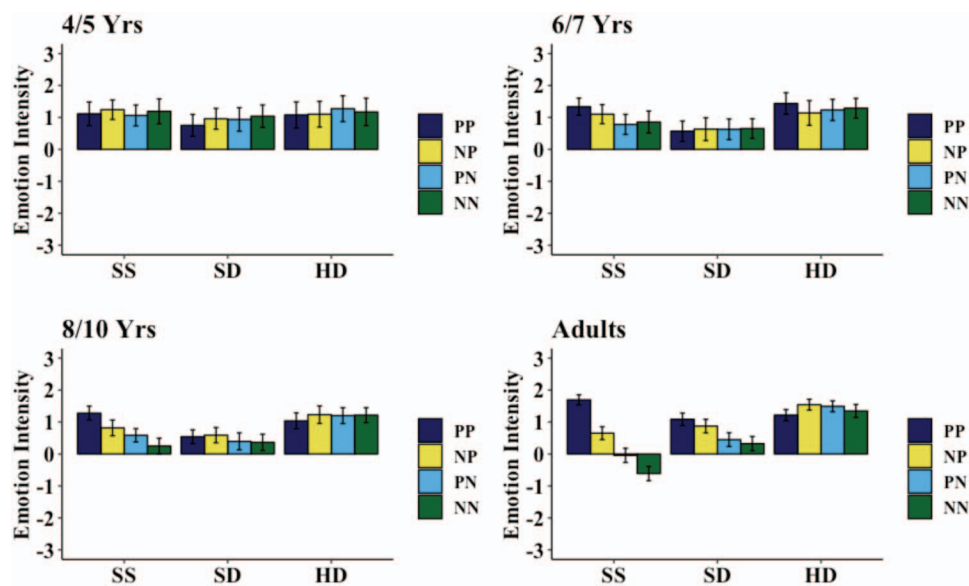 4/5 Yrs
Emotion Intensity
3
2
1
0
-1
-2
-3
SS SD HD
PP
NP
PN
NN
6/7 Yrs
Emotion Intensity
3
2
1
0
-1
-2
-3
SS SD HD
PP
NP
PN
NN
8/10 Yrs
Emotion Intensity
3
2
1
0
-1
-2
-3
SS SD HD
PP
NP
PN
NN
Adults
Emotion Intensity
3
2
1
0
-1
-2
-3
SS SD HD
PP
NP
PN
NN